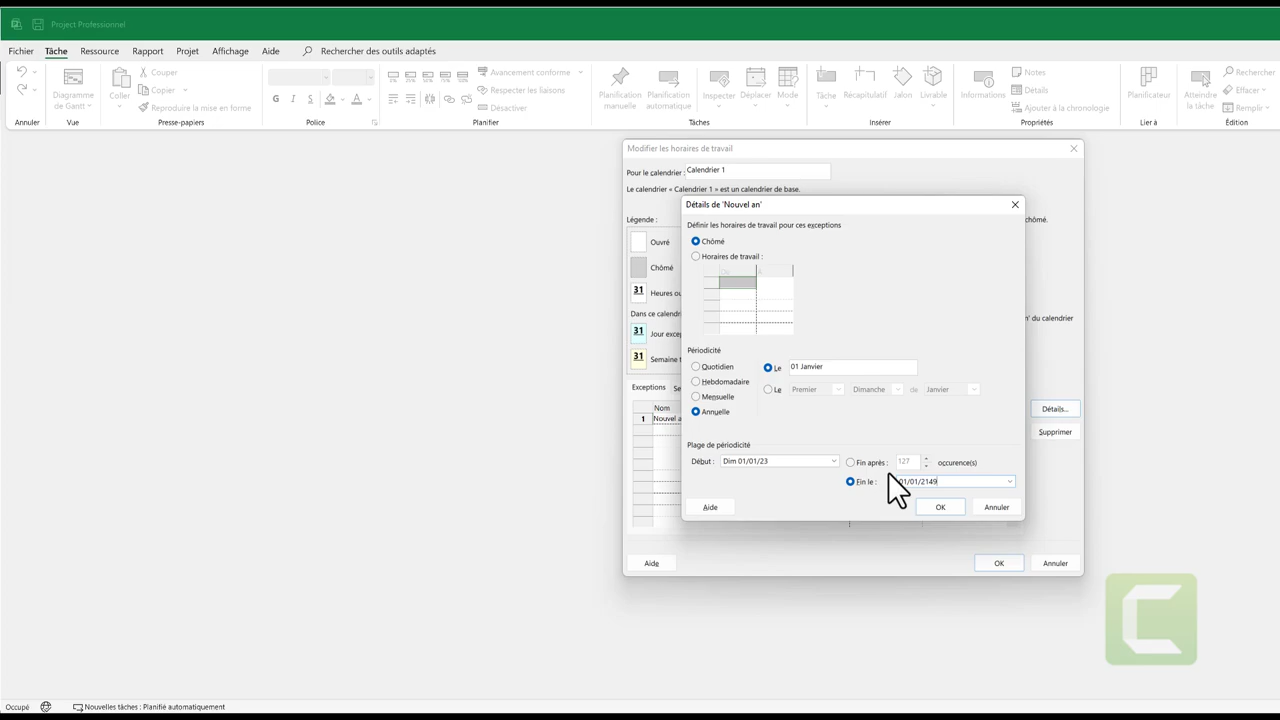 Project Professionnel
Fichier Tâche Ressource Rapport Projet Affichage Aide Rechercher des outils adaptés
Couper
Copier
Reproduire la mise en forme
Diagramme de Gantt
Coller
G I S A
Avancement conforme
Respecter les liaisons
Désactiver
Planification manuelle
Planification automatique
Inspecter Déplacer Mode
Tâche Récapitulatif Jalon Livrable
Informations
Notes
Détails
Ajouter à la chronologie
Planificateur
Atteindre la tâche
Rechercher
Effacer
Remplir
Annuler Vue Presse-papiers Police Planifier Tâches Insérer Propriétés Lier à Édition
Modifier les horaires de travail
Pour le calendrier : Calendrier 1
Le calendrier « Calendrier 1 » est un calendrier de base.
Légende :
chômé.
Ouvré
Chômé
31 Heures ou
Dans ce calendri
n' du calendrier
31 Jour exce
31 Semaine t
Exceptions Se
Nom
1 Nouvel a
Détails...
Supprimer
Aide OK Annuler
Détails de 'Nouvel an'
Définir les horaires de travail pour ces exceptions
Chômé
Horaires de travail :
De À
Périodicité
Quotidien
Hebdomadaire
Mensuelle
Annuelle
Le 01 Janvier
Le Premier Dimanche de Janvier
Plage de périodicité
Début : Dim 01/01/23
Fin après : 127 occurence(s)
Fin le : 01/01/2149
Aide OK Annuler
Occupé Nouvelles tâches : Planifié automatiquement